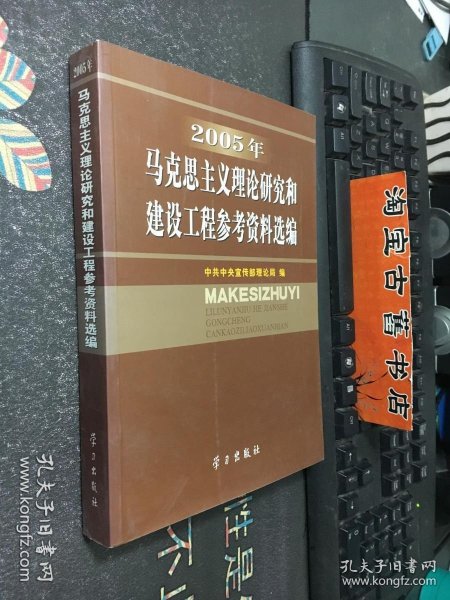 2005年
马克思主义理论研究和建设工程参考资料选编
学习出版社
2005年
马克思主义理论研究和
建设工程参考资料选编
中共中央宣传部理论局 编
MAKESIZHUYI
LILUNYANJIU HE JIANSHE
GONGCHENG
CANKAOZILIAOXUANBIAN
学习出版社
淘宝古旧书店
性是
不止
孔夫子旧书网
www.kongfz.com
孔夫子旧书网
www.kongfz.com